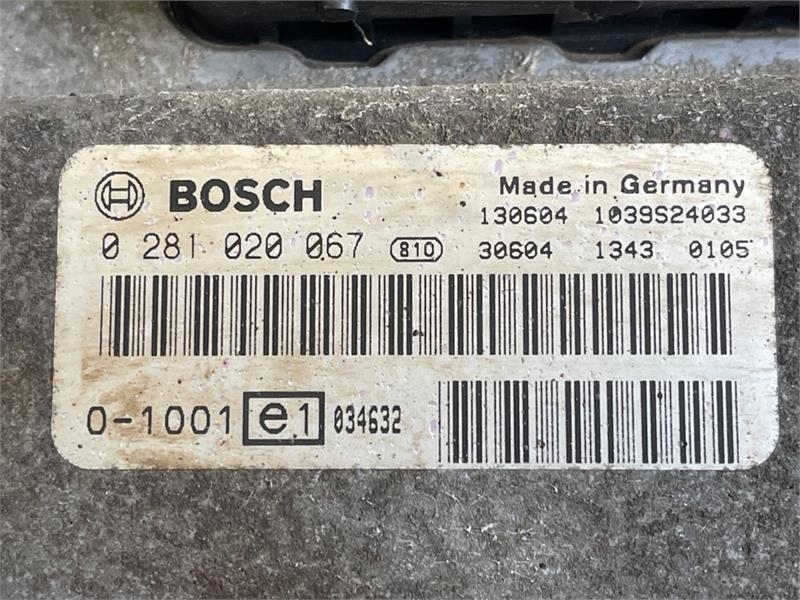 BOSCH
Made in Germany
130604 1039S24033
0 281 020 067 810
30604 1343 0105
0-1001 e1 034632